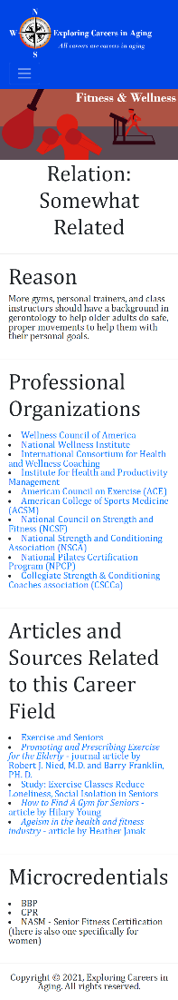 N
W
E
S
Exploring Careers in Aging
All careers are careers in aging
Fitness & Wellness
Relation:
Somewhat
Related
Reason
More gyms, personal trainers, and class
instructors should have a background in
gerontology to help older adults do safe,
proper movements to help them with
their personal goals.
Professional
Organizations
Wellness Council of America
National Wellness Institute
International Consortium for Health
and Wellness Coaching
Institute for Health and Productivity
Management
American Council on Exercise (ACE)
American College of Sports Medicine
(ACSM)
National Council on Strength and
Fitness (NCSF)
National Strength and Conditioning
Association (NSCA)
National Pilates Certification
Program (NPCP)
Collegiate Strength & Conditioning
Coaches association (CSCCa)
Articles and
Sources Related
to this Career
Field
Exercise and Seniors
Promoting and Prescribing Exercise
for the Elderly - journal article by
Robert J. Nied, M.D. and Barry Franklin,
PH. D.
Study: Exercise Classes Reduce
Loneliness, Social Isolation in Seniors
How to Find A Gym for Seniors -
article by Hilary Young
Ageism in the health and fitness
industry - article by Heather Janak
Microcredentials
BBP
CPR
NASM - Senior Fitness Certification
(there is also one specifically for
women)
Copyright © 2021, Exploring Careers in
Aging. All rights reserved.